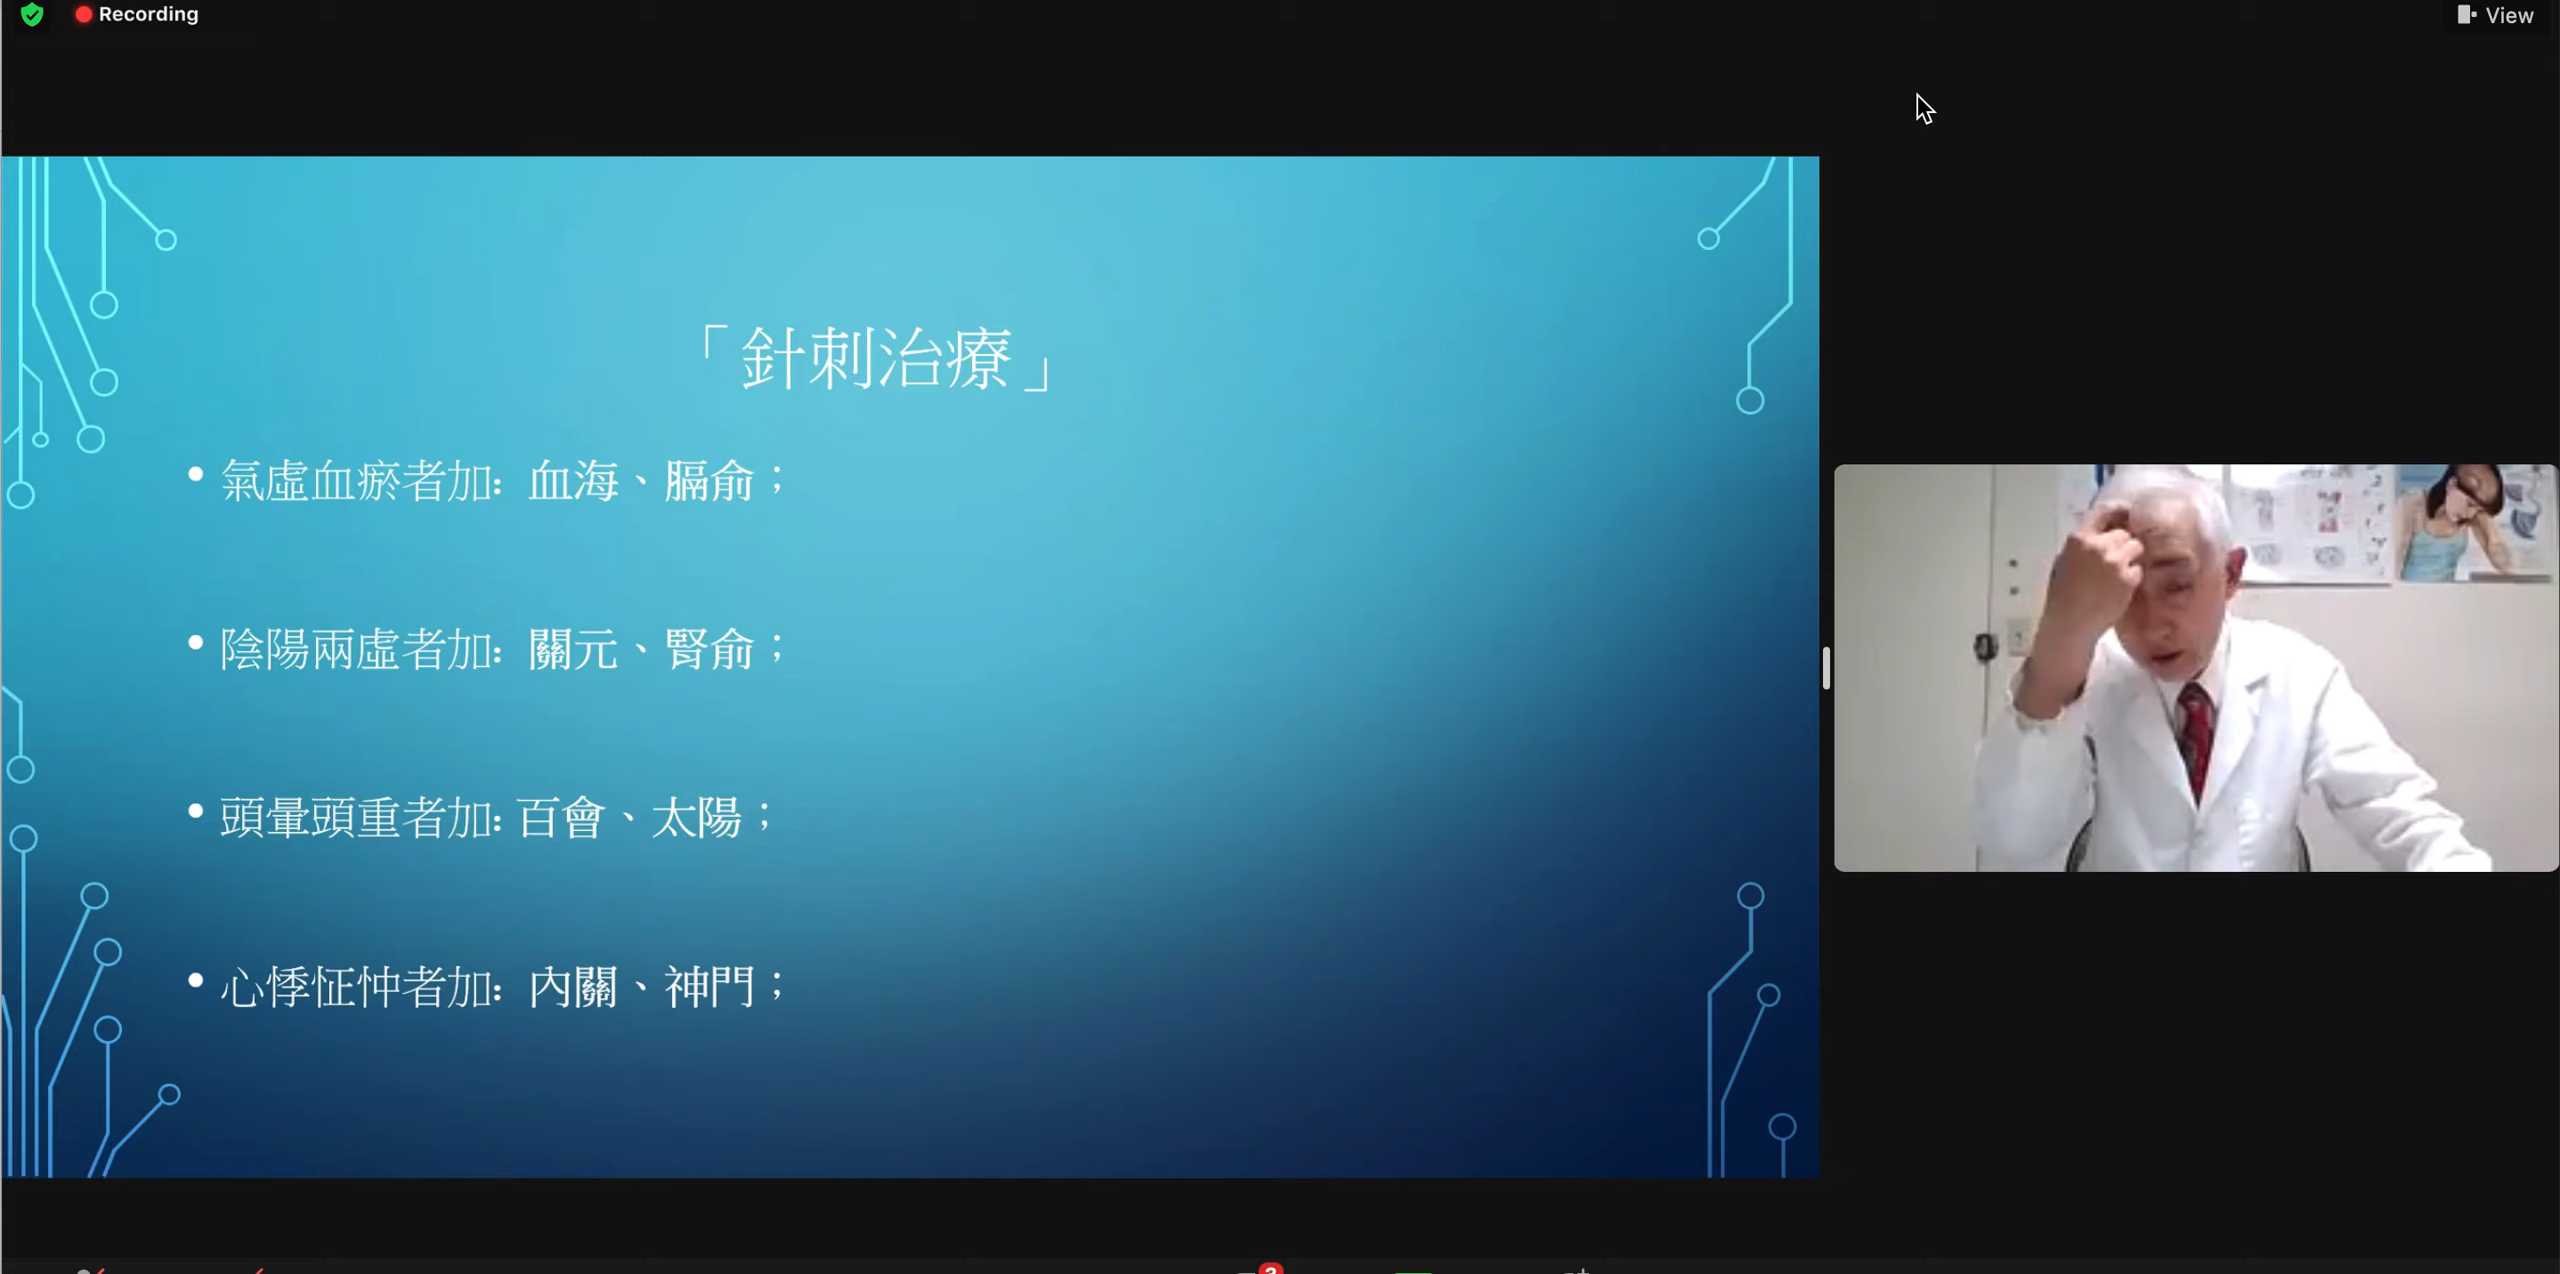 Recording
View
「針刺治療」
• 氣虛血瘀者加: 血海、膈俞；
• 陰陽兩虛者加: 關元、腎俞；
• 頭暈頭重者加: 百會、太陽；
• 心悸怔忡者加: 內關、神門；